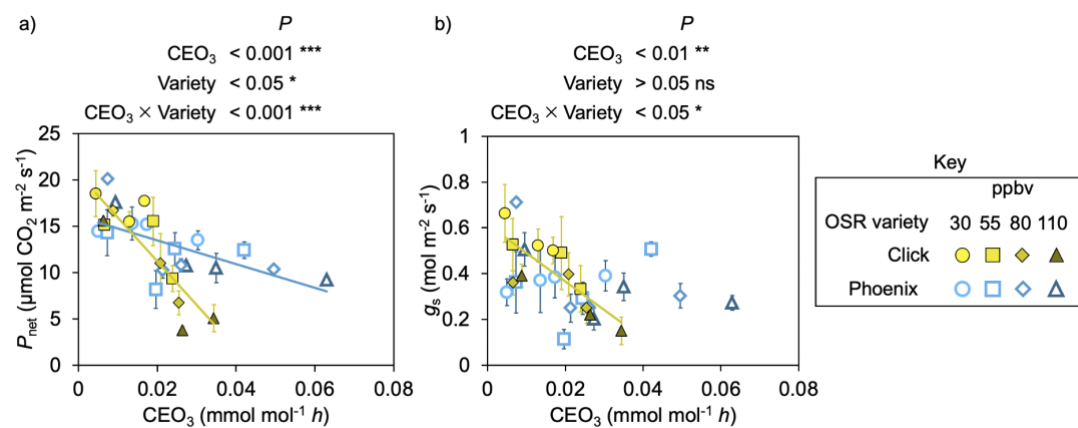 a)
P
CEO₃ < 0.001 ***
Variety < 0.05 *
CEO₃ × Variety < 0.001 ***
25
20
15
10
5
0
Pnet (µmol CO₂ m⁻² s⁻¹)
0 0.02 0.04 0.06 0.08
CEO₃ (mmol mol⁻¹ h)
b)
P
CEO₃ < 0.01 **
Variety > 0.05 ns
CEO₃ × Variety < 0.05 *
1
0.8
0.6
0.4
0.2
0
gs (mol m⁻² s⁻¹)
0 0.02 0.04 0.06 0.08
CEO₃ (mmol mol⁻¹ h)
Key
ppbv
OSR variety 30 55 80 110
Click
Phoenix